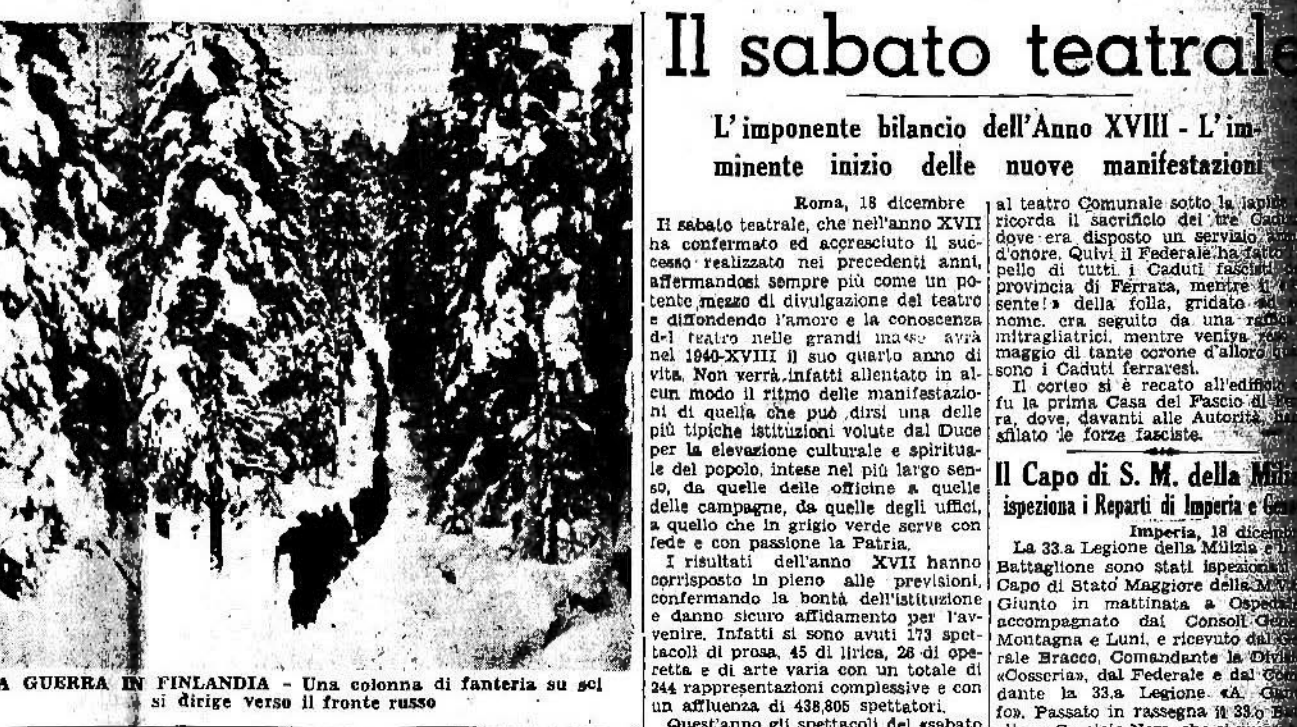 A GUERRA IN FINLANDIA - Una colonna di fanteria su sci
si dirige verso il fronte russo
Il sabato teatrale
L'imponente bilancio dell'Anno XVIII - L'im-
minente inizio delle nuove manifestazioni
Roma, 18 dicembre
Il sabato teatrale, che nell'anno XVII
ha confermato ed accresciuto il suc-
cesso realizzato nei precedenti anni,
affermandosi sempre più come un po-
tente mezzo di divulgazione del teatro
e diffondendo l'amore e la conoscenza
del teatro nelle grandi masse avrà
nel 1940-XVIII il suo quarto anno di
vita. Non verrà infatti allentato in al-
cun modo il ritmo delle manifestazio-
ni di quella che può dirsi una delle
più tipiche istituzioni volute dal Duce
per la elevazione culturale e spiritua-
le del popolo, intese nel più largo sen-
so, da quelle delle officine a quelle
delle campagne, da quelle degli uffici,
a quello che in grigio verde serve con
fede e con passione la Patria.
I risultati dell'anno XVII hanno
corrisposto in pieno alle previsioni,
confermando la bontà dell'istituzione
e danno sicuro affidamento per l'av-
venire. Infatti si sono avuti 173 spet-
tacoli di prosa, 45 di lirica, 26 di ope-
retta e di arte varia con un totale di
244 rappresentazioni complessive e con
un affluenza di 438,805 spettatori.
Quest'anno gli spettacoli del «sabato
al teatro Comunale sotto la
ricorda il sacrificio dei tre
dove era disposto un servizio
d'onore. Quivi il Federale ha fatto
pello di tutti i Caduti fascisti
provincia di Ferrara, mentre il
sente!» della folla, gridato
nome, era seguito da una
mitragliatrici, mentre veniva
maggio di tante corone d'alloro
sono i Caduti ferraresi.
Il corteo si è recato all'edificio
fu la prima Casa del Fascio di
ra, dove, davanti alle Autorità,
sfilato le forze fasciste.
Il Capo di S. M. della
ispeziona i Reparti di Imperia e
Imperia, 18
La 33.a Legione della Milizia e
Battaglione sono stati
Capo di Stato Maggiore della
Giunto in mattinata a
accompagnato dai Consoli
Montagna e Luni, e ricevuto dal
rale Bracco, Comandante la
«Cosseria», dal Federale e dal
dante la 33.a Legione «A.
fo». Passato in rassegna il 33.o